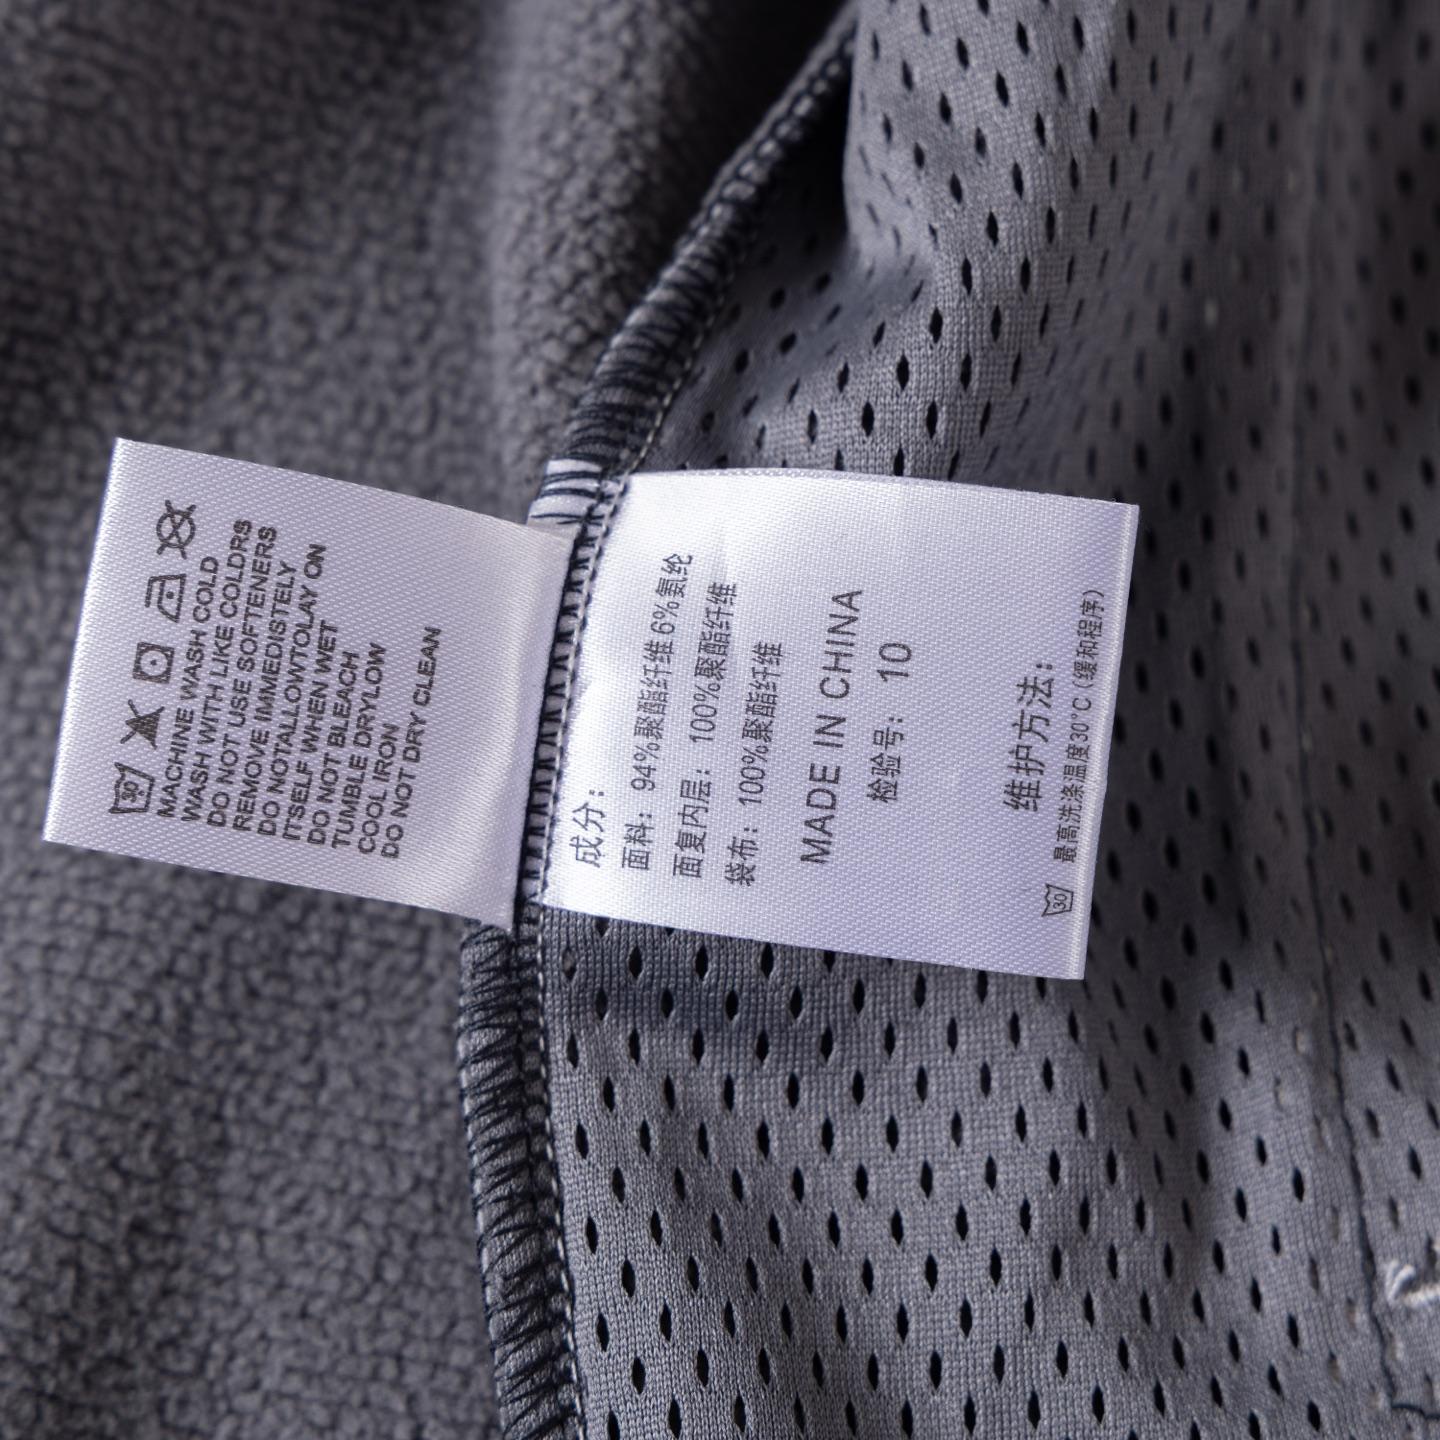 30
MACHINE WASH COLD
WASH WITH LIKE COLDRS
DO NOT USE SOFTENERS
REMOVE IMMEDISTELY
DO NOTALLOWTOLAY ON
ITSELF WHEN WET
DO NOT BLEACH
TUMBLE DRYLOW
COOL IRON
DO NOT DRY CLEAN
成分：
面料：94%聚酯纤维6%氨纶
面复内层：100%聚酯纤维
袋布：100%聚酯纤维
MADE IN CHINA
检验号：10
维护方法：
30 最高洗涤温度30°C（缓和程序）